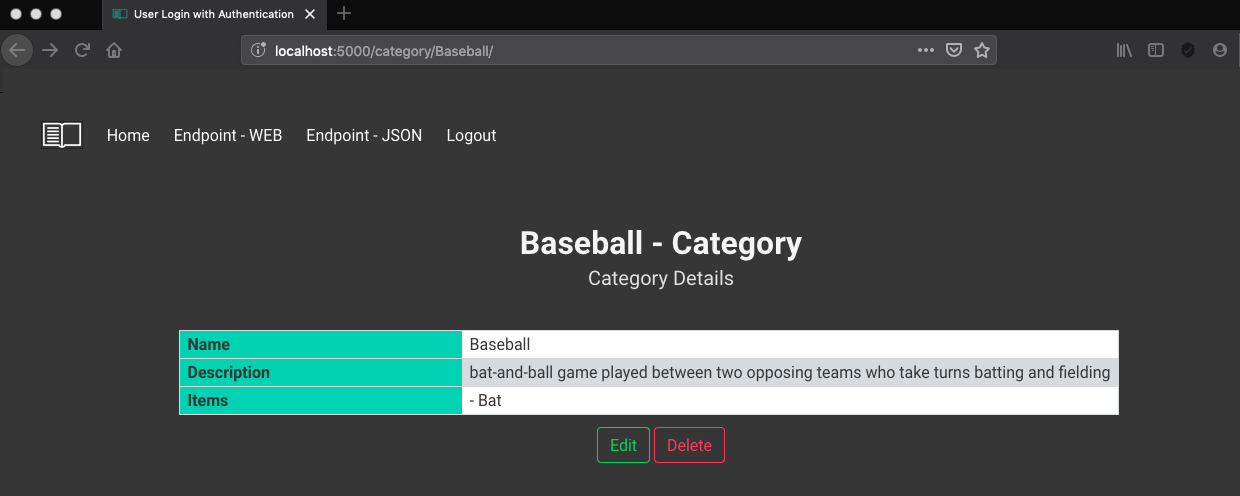 User Login with Authentication
localhost:5000/category/Baseball/
Home Endpoint - WEB Endpoint - JSON Logout
Baseball - Category
Category Details
Name Baseball
Description bat-and-ball game played between two opposing teams who take turns batting and fielding
Items - Bat
Edit Delete